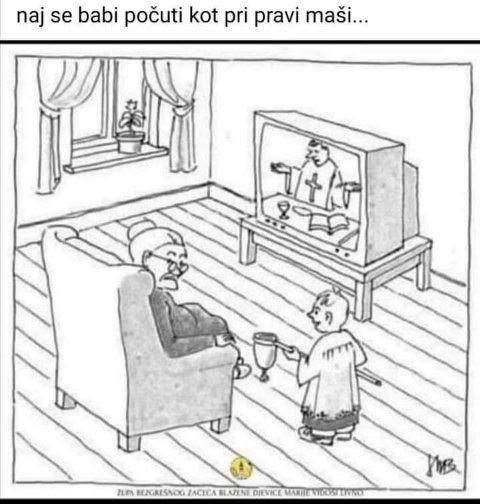 naj se babi počuti kot pri pravi maši...
ŽUPA BEZGREŠNOG ZAČEĆA BLAŽENE DJEVICE MARIJE VIDOŠI LIVNO